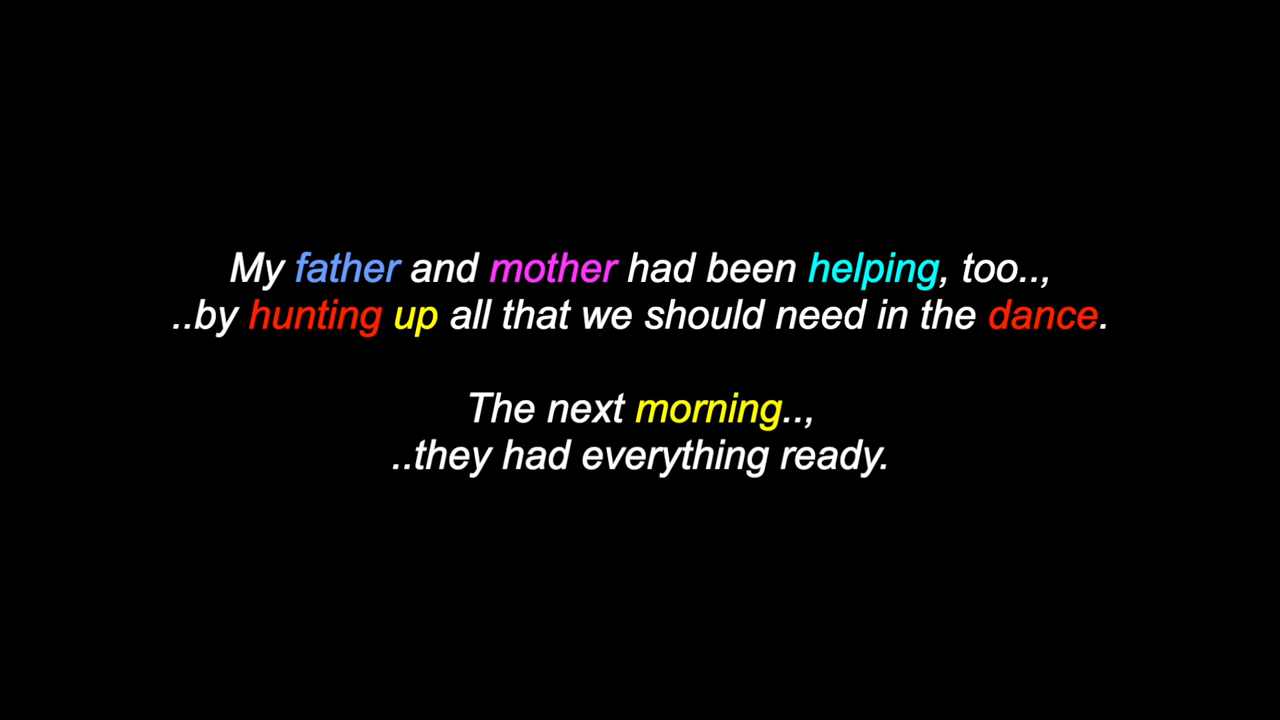 My father and mother had been helping, too..,
..by hunting up all that we should need in the dance.
The next morning..,
..they had everything ready.